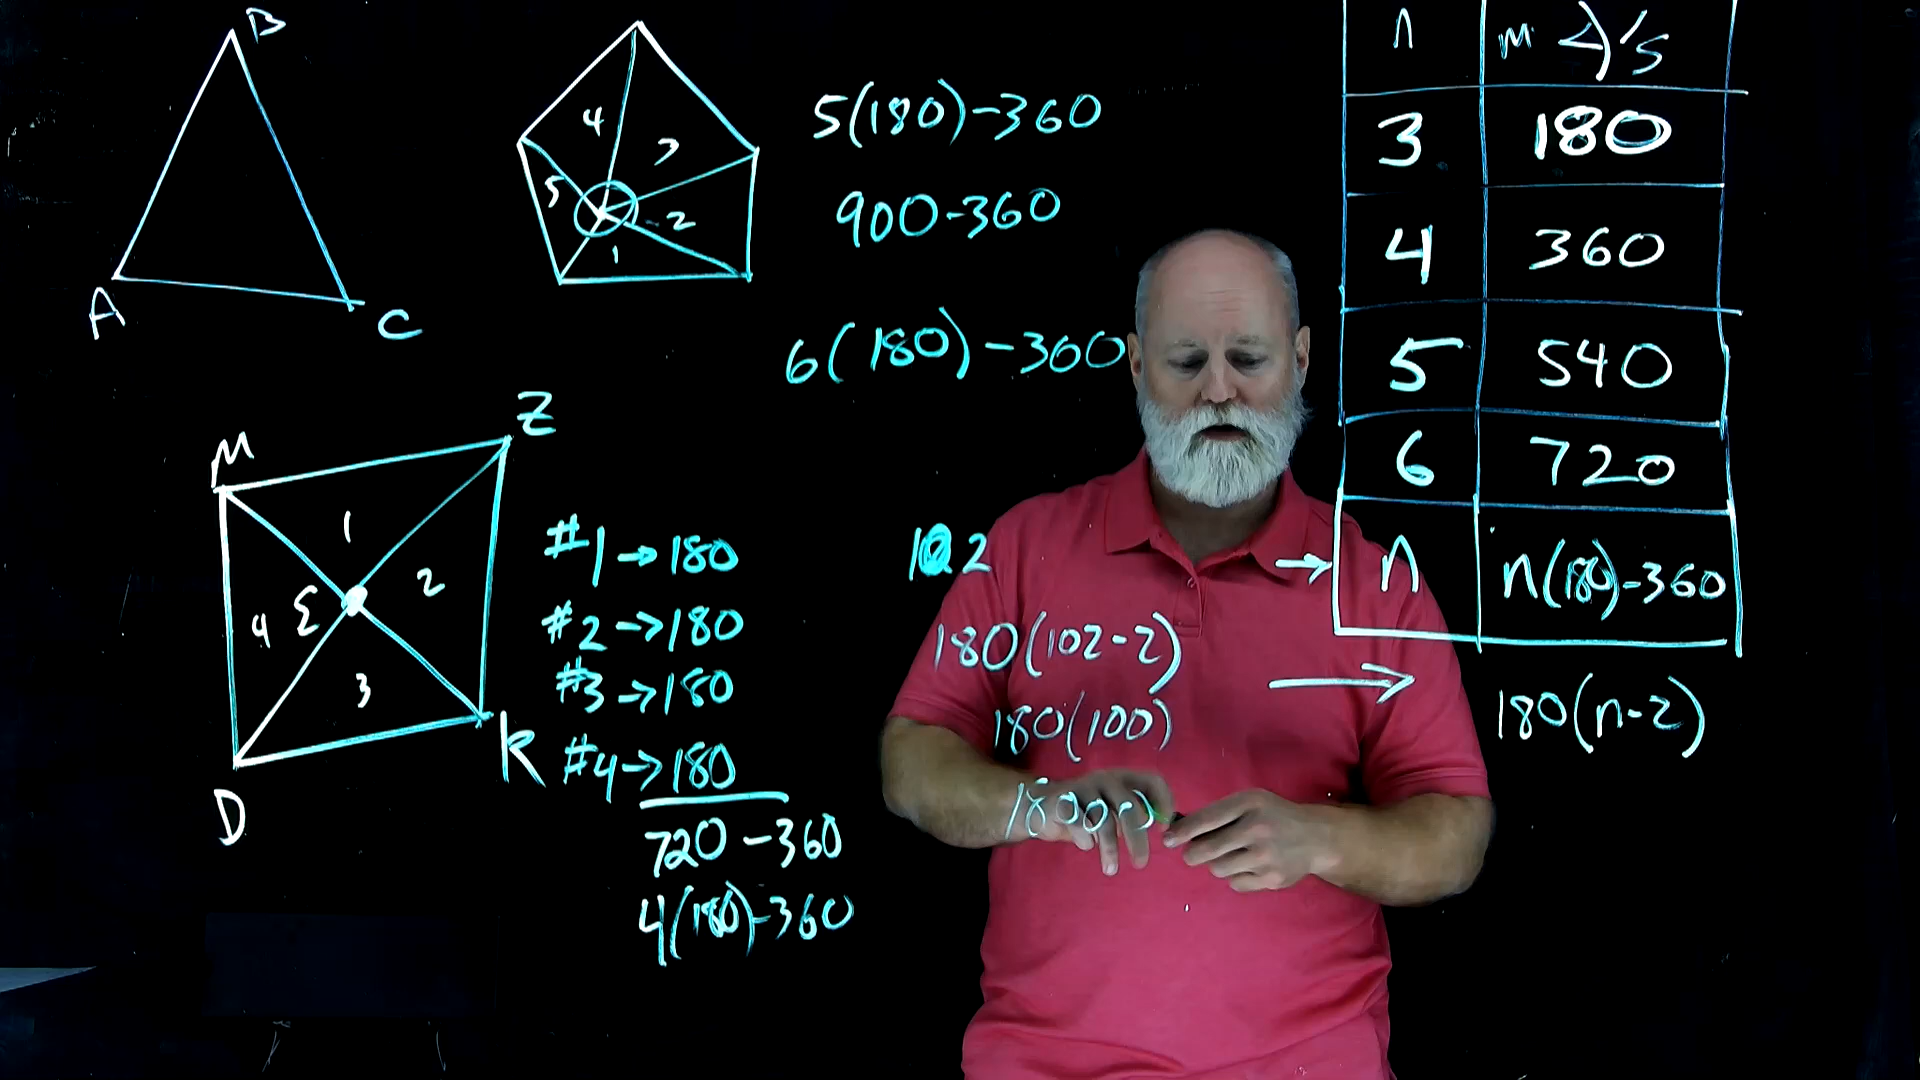 B
A
C
4
3
5
2
1
5(180)-360
900-360
6(180)-360
M
Z
1
2
4
Σ
3
D
K
#1→180
#2→180
#3→180
#4→180
720-360
4(180)-360
102
180(102-2)
180(100)
18000
n m ∠'s
3 180
4 360
5 540
6 720
→ n n(180)-360
→ 180(n-2)